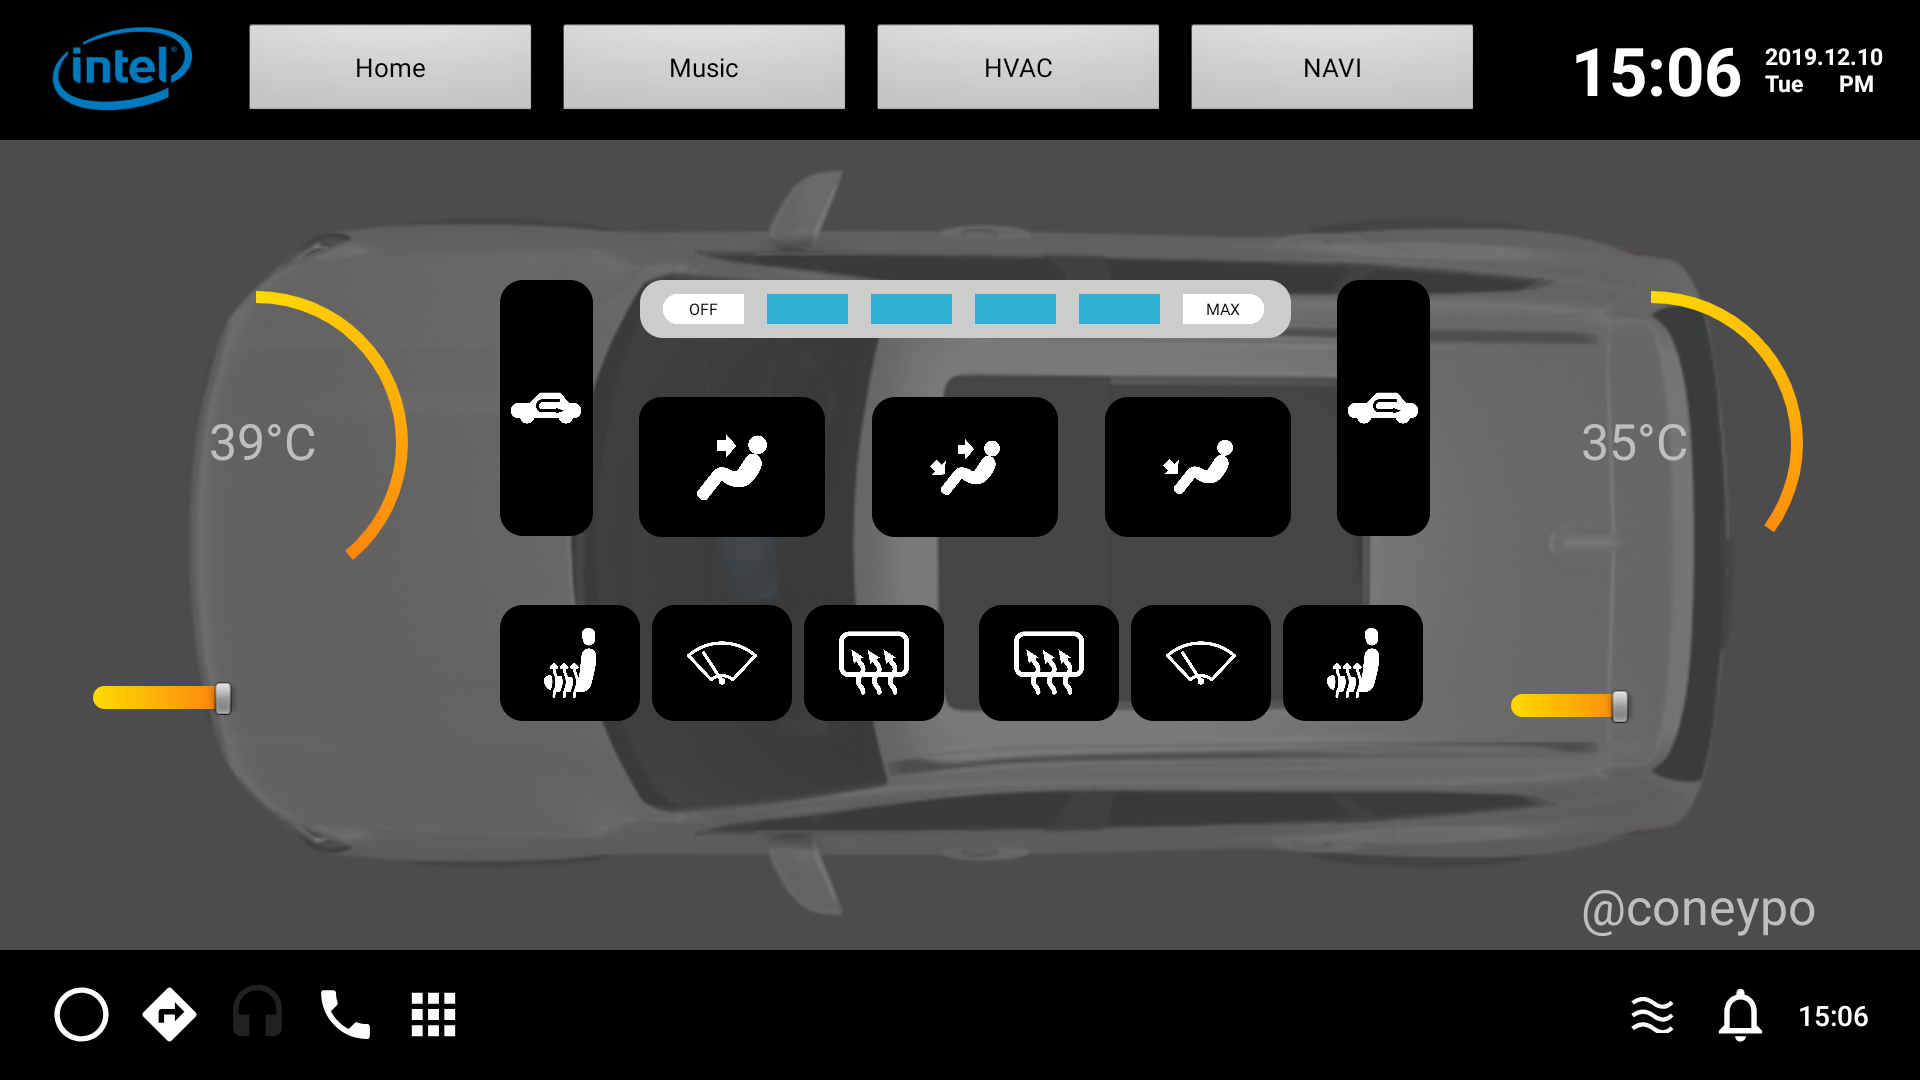 intel
Home
Music
HVAC
NAVI
15:06
2019.12.10
Tue PM
OFF
MAX
39°C
35°C
@coneypo
15:06